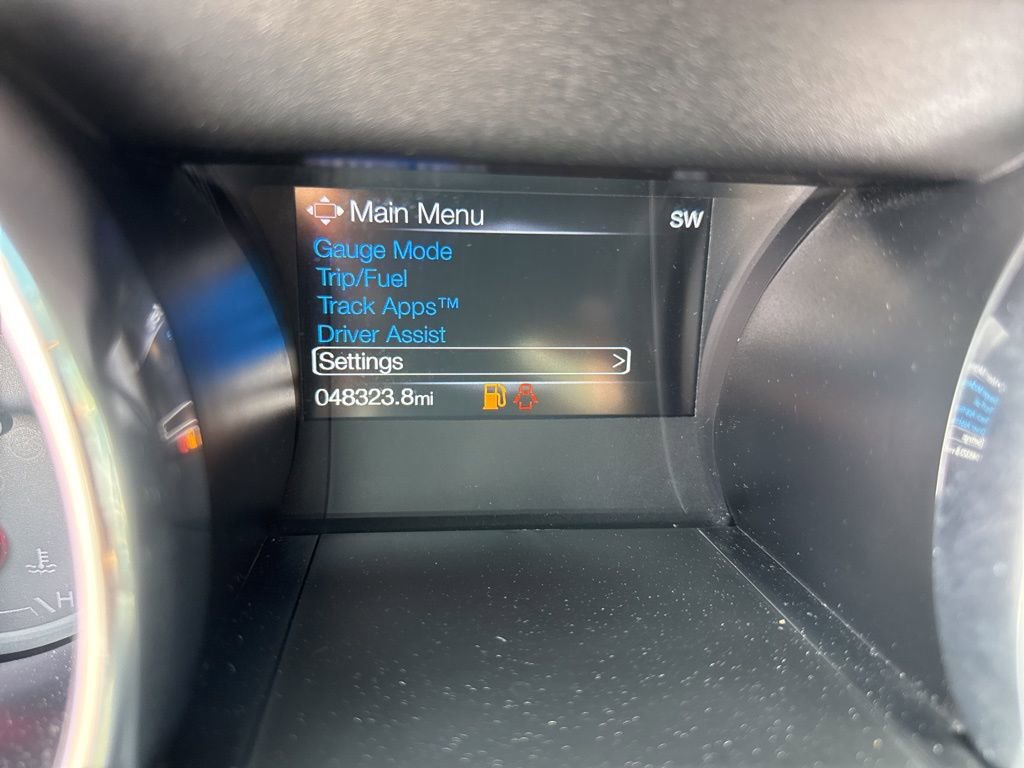 Main Menu
SW
Gauge Mode
Trip/Fuel
Track Apps™
Driver Assist
Settings >
048323.8mi
H